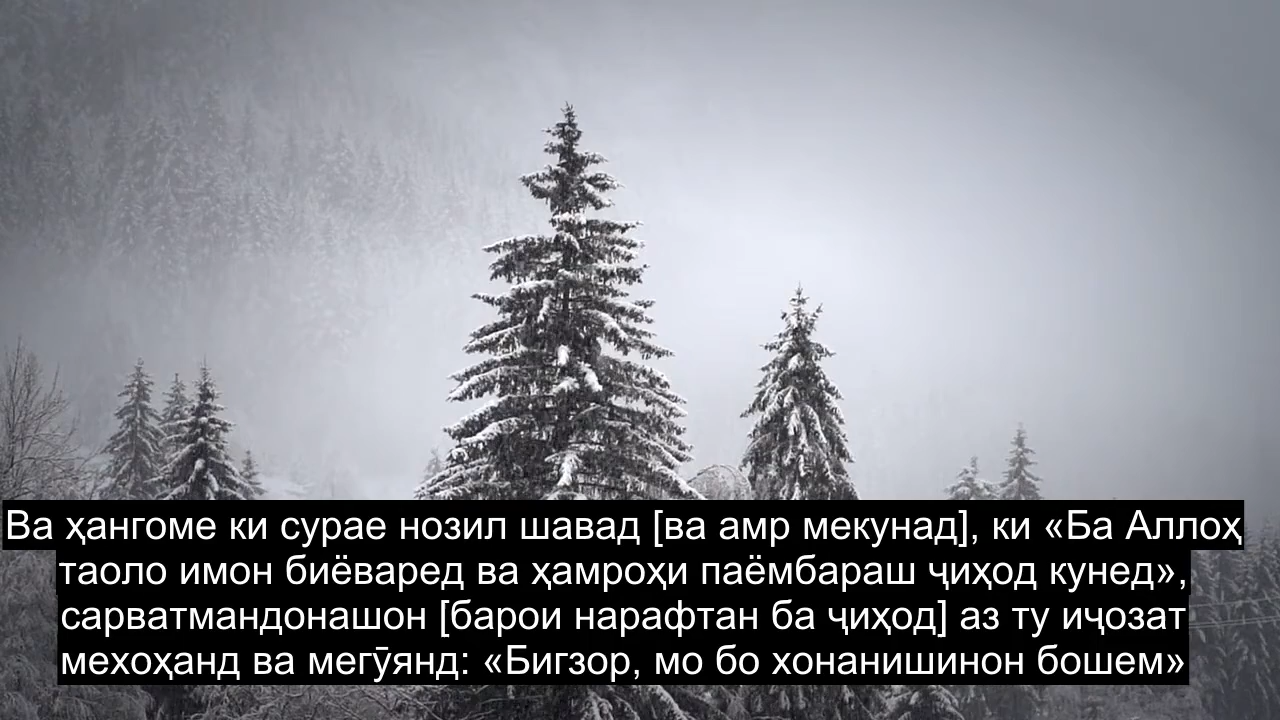 Ва ҳангоме ки сурае нозил шавад [ва амр мекунад], ки «Ба Аллоҳ
таоло имон биёваред ва ҳамроҳи паёмбараш ҷиҳод кунед»,
сарватмандонашон [барои нарафтан ба ҷиҳод] аз ту иҷозат
мехоҳанд ва мегӯянд: «Бигзор, мо бо хонанишинон бошем»